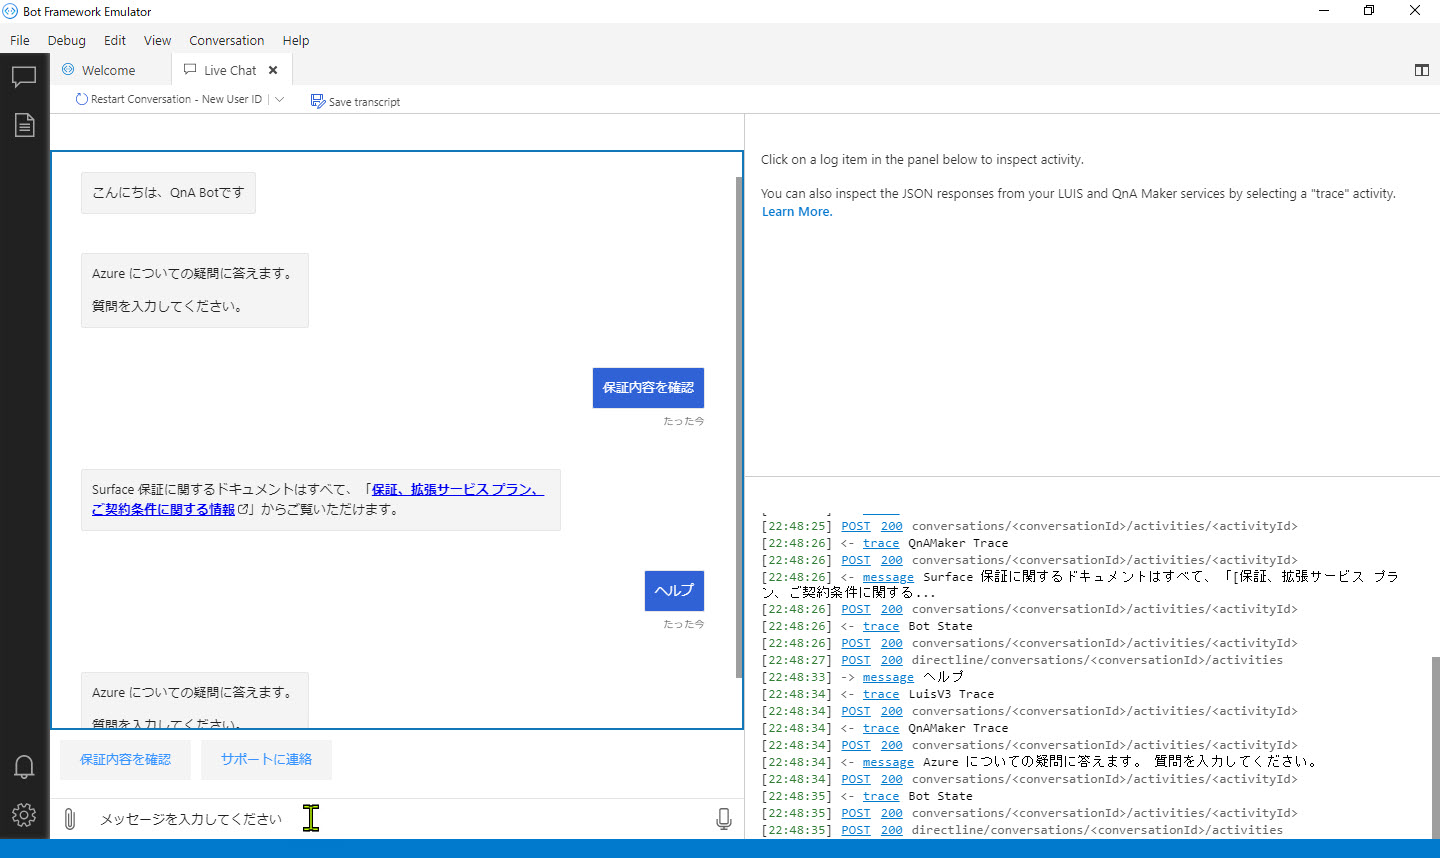 Bot Framework Emulator
File Debug Edit View Conversation Help
Welcome Live Chat
Restart Conversation - New User ID Save transcript
こんにちは、QnA Botです
Azure についての疑問に答えます。
質問を入力してください。
保証内容を確認
たった今
Surface 保証に関するドキュメントはすべて、「保証、拡張サービス プラン、
ご契約条件に関する情報」からご覧いただけます。
ヘルプ
たった今
Azure についての疑問に答えます。
質問を入力してください。
保証内容を確認 サポートに連絡
メッセージを入力してください
Click on a log item in the panel below to inspect activity.
You can also inspect the JSON responses from your LUIS and QnA Maker services by selecting a "trace" activity.
Learn More.
[22:48:25] POST 200 conversations/<conversationId>/activities/<activityId>
[22:48:26] <- trace QnAMaker Trace
[22:48:26] POST 200 conversations/<conversationId>/activities/<activityId>
[22:48:26] <- message Surface 保証に関するドキュメントはすべて、「[保証、拡張サービス プラ
ン、ご契約条件に関する...
[22:48:26] POST 200 conversations/<conversationId>/activities/<activityId>
[22:48:26] <- trace Bot State
[22:48:26] POST 200 conversations/<conversationId>/activities/<activityId>
[22:48:27] POST 200 directline/conversations/<conversationId>/activities
[22:48:33] -> message ヘルプ
[22:48:34] <- trace LuisV3 Trace
[22:48:34] POST 200 conversations/<conversationId>/activities/<activityId>
[22:48:34] <- trace QnAMaker Trace
[22:48:34] POST 200 conversations/<conversationId>/activities/<activityId>
[22:48:34] <- message Azure についての疑問に答えます。 質問を入力してください。
[22:48:34] POST 200 conversations/<conversationId>/activities/<activityId>
[22:48:35] <- trace Bot State
[22:48:35] POST 200 conversations/<conversationId>/activities/<activityId>
[22:48:35] POST 200 directline/conversations/<conversationId>/activities